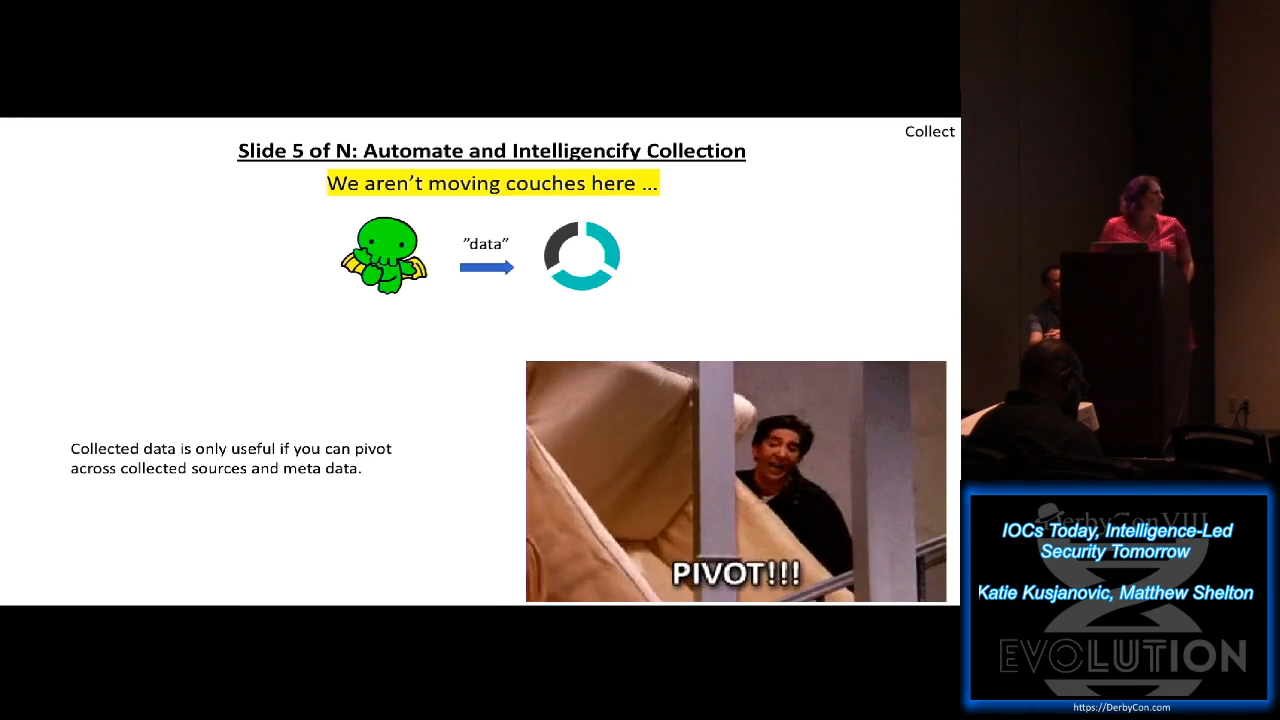 Collect
Slide 5 of N: Automate and Intelligencify Collection
We aren’t moving couches here ...
”data”
Collected data is only useful if you can pivot
across collected sources and meta data.
PIVOT!!!
DerbyCon VIII
IOCs Today, Intelligence-Led
Security Tomorrow
Katie Kusjanovic, Matthew Shelton
EVOLUTION
https://DerbyCon.com